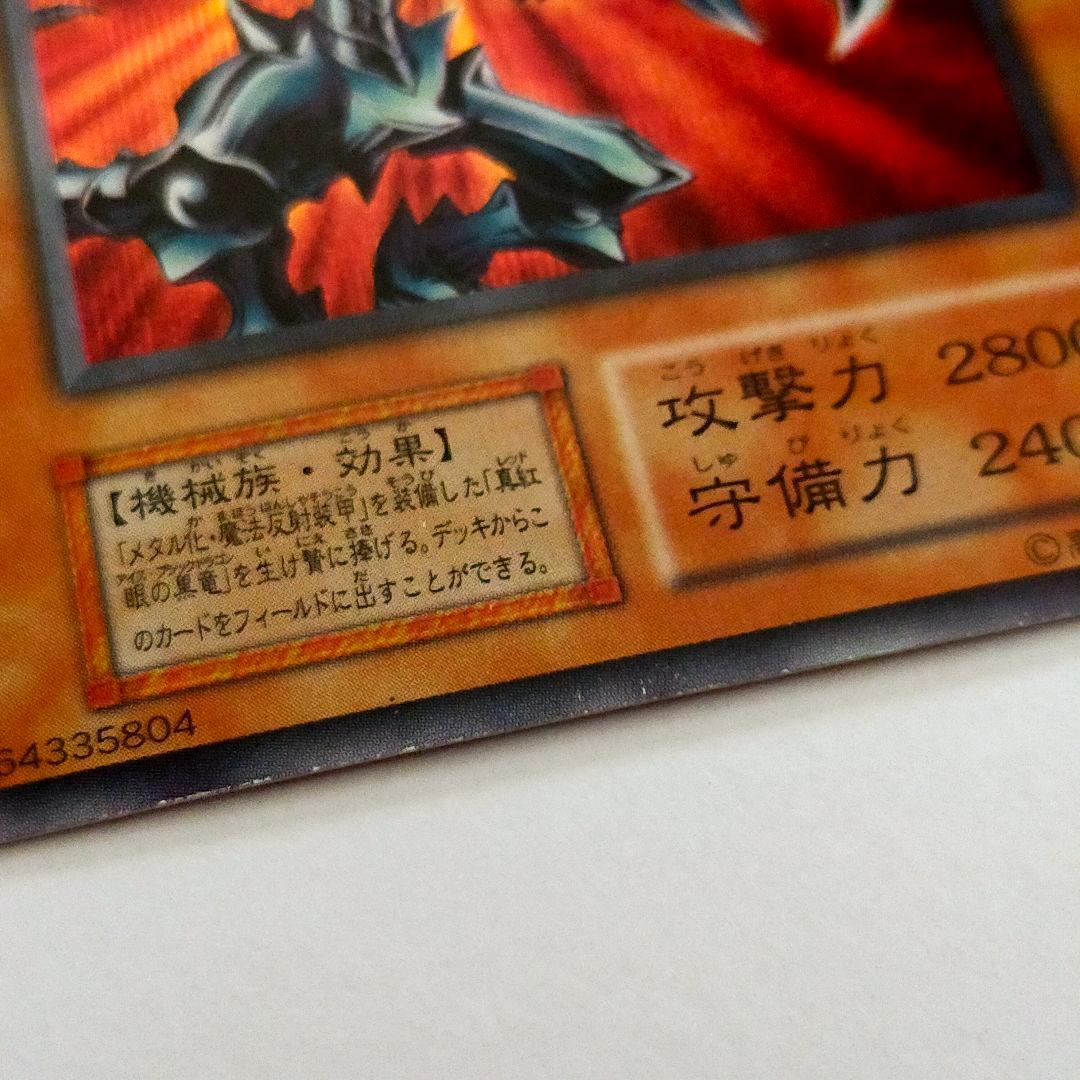 攻撃力 280
守備力 240
【機械族・効果】
「メタル化・魔法反射装甲」を装備した「真紅
眼の黒竜」を生け贄に捧げる。デッキからこ
のカードをフィールドに出すことができる。
64335804
©